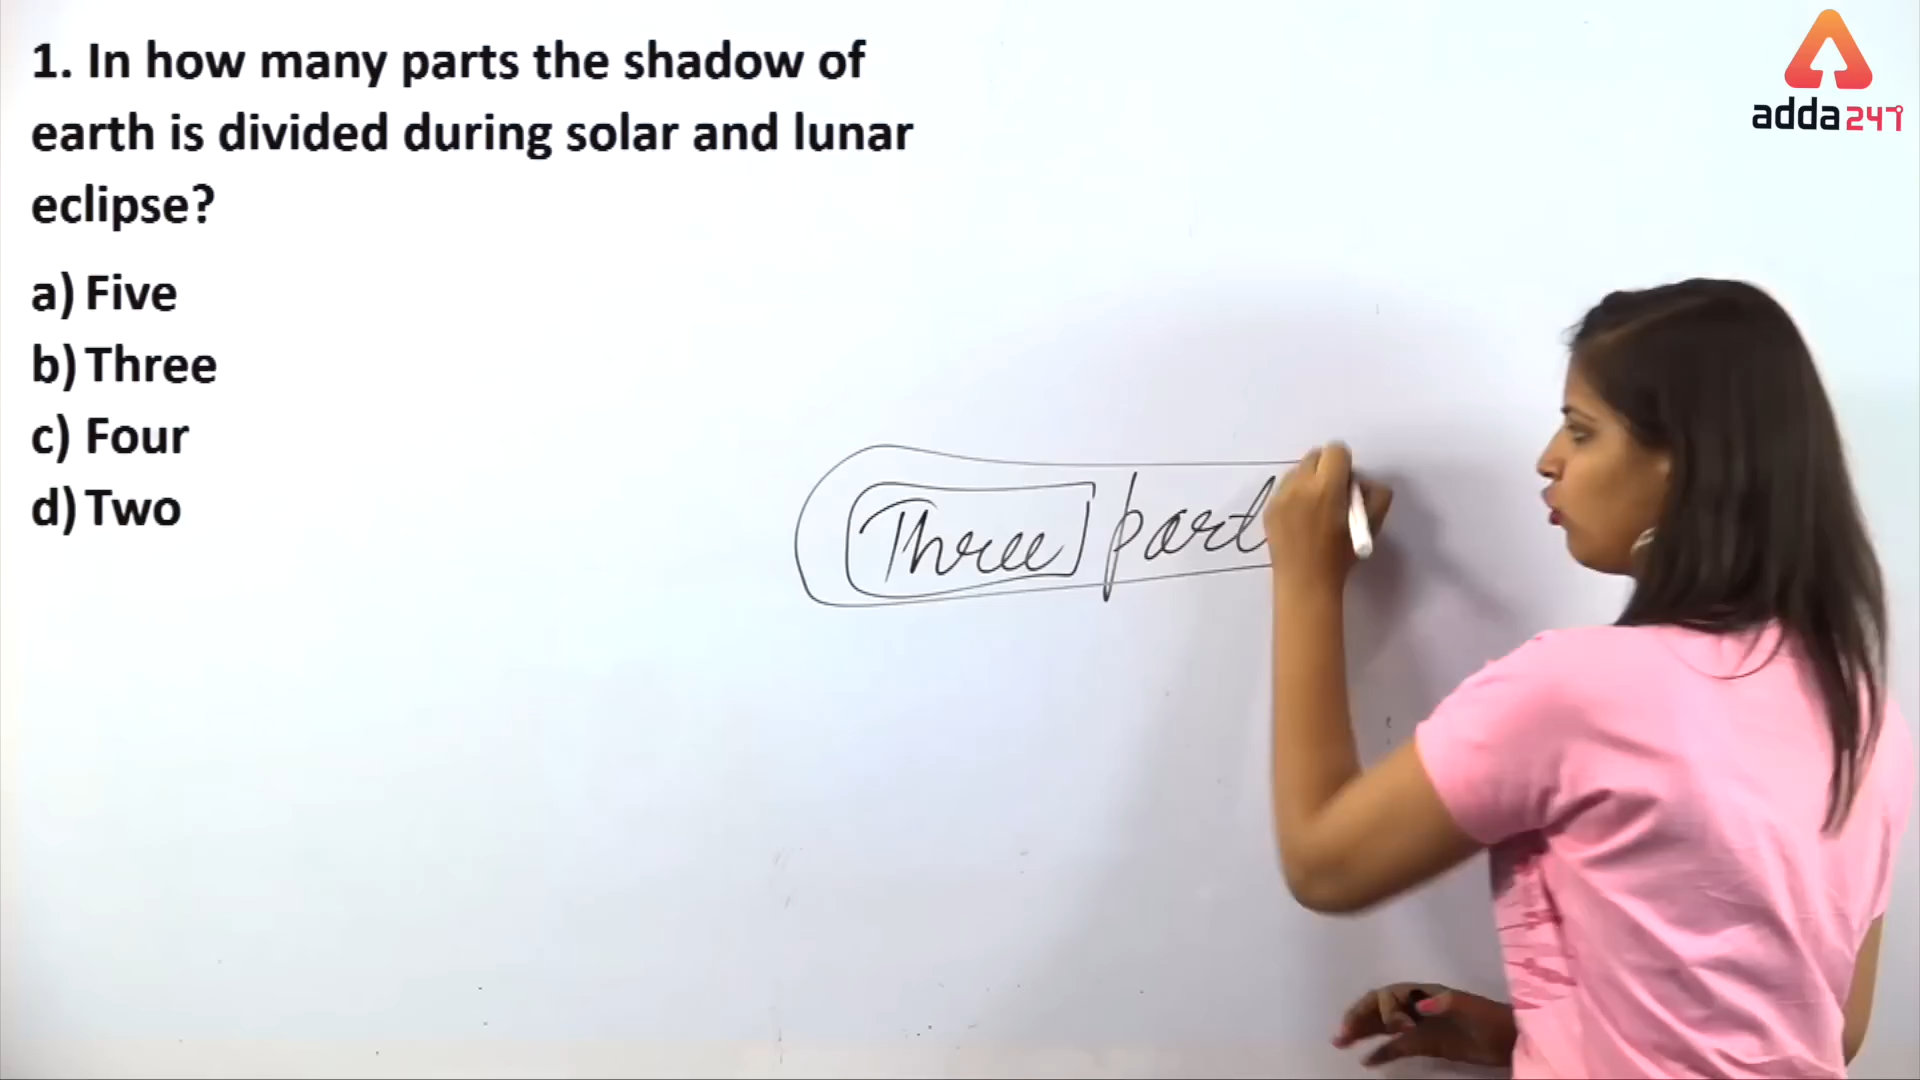 1. In how many parts the shadow of
earth is divided during solar and lunar
eclipse?
a) Five
b) Three
c) Four
d) Two
Three part
adda247